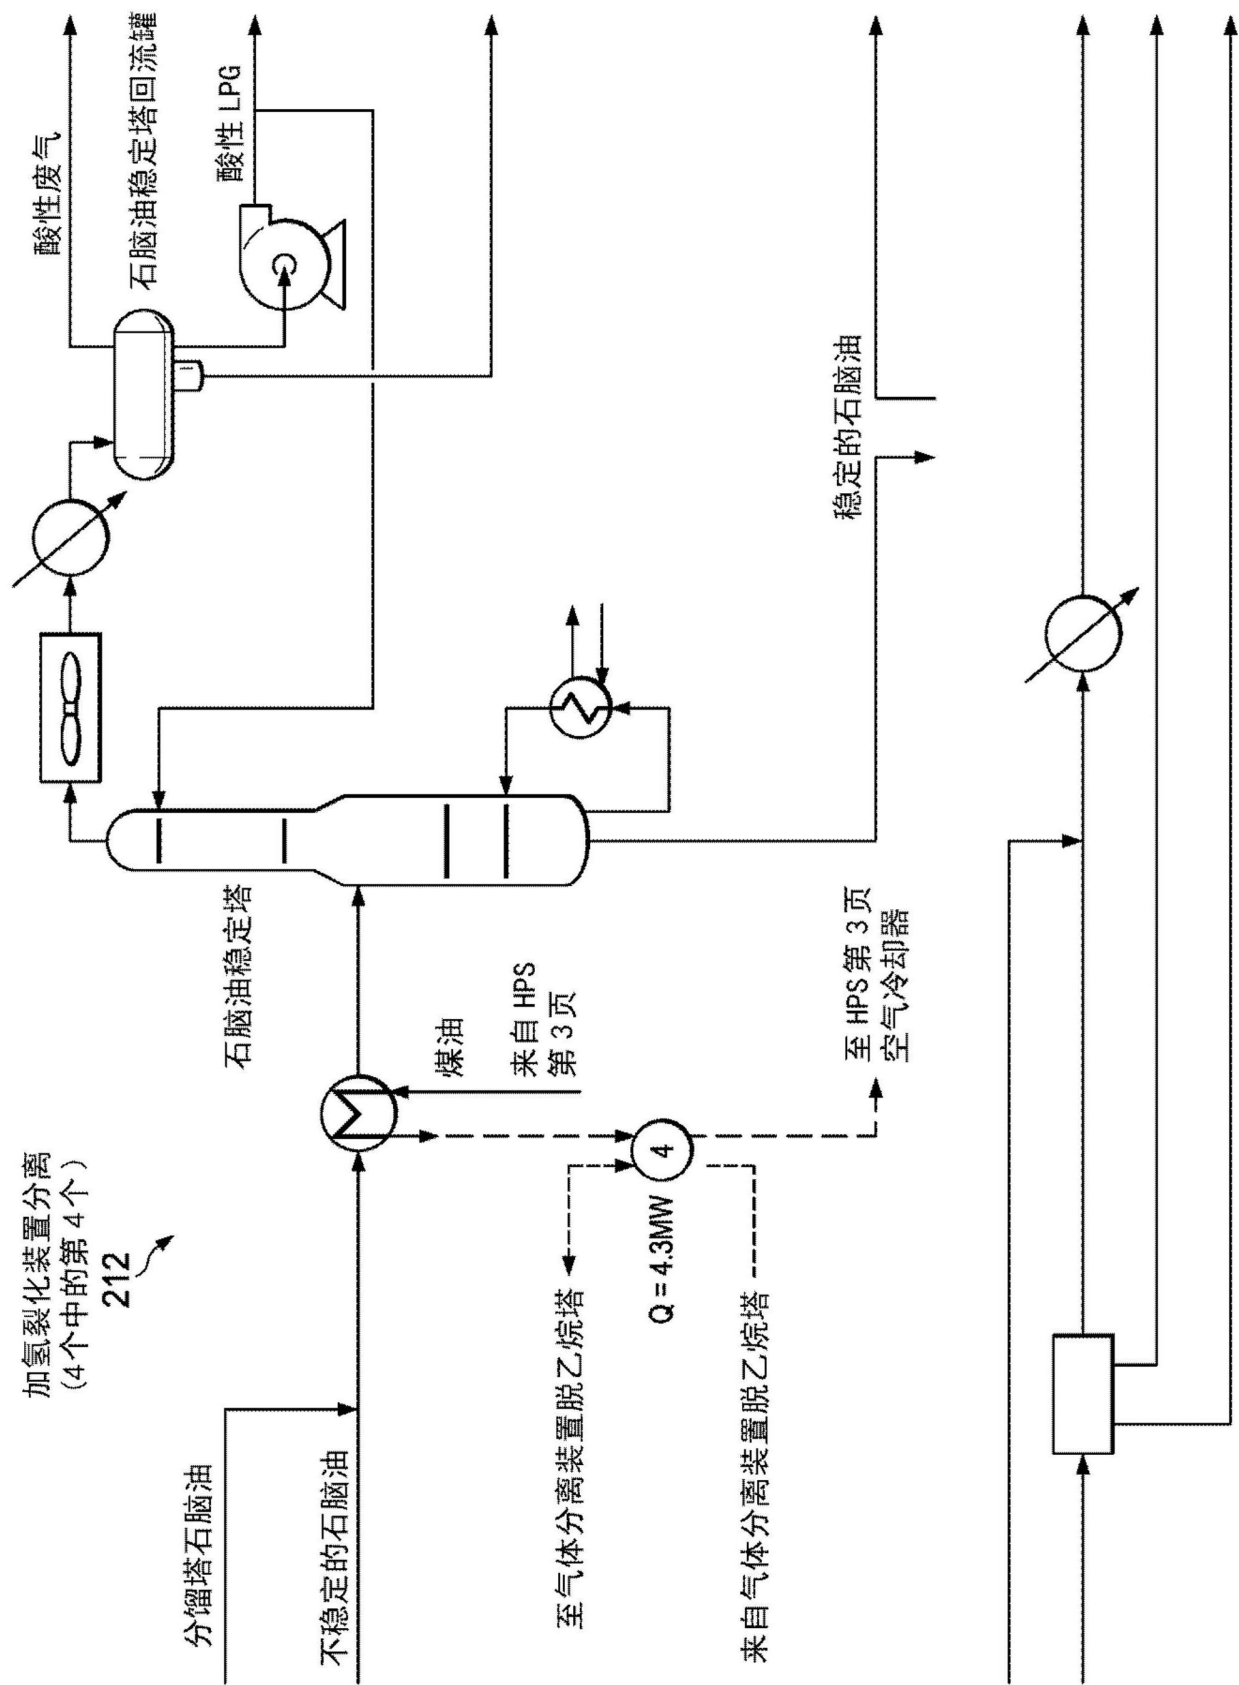 加氢裂化装置分离
(4个中的第4个)
212
分馏塔石脑油
不稳定的石脑油
石脑油稳定塔
酸性废气
石脑油稳定塔回流罐
酸性 LPG
煤油
来自 HPS
第 3 页
至气体分离装置脱乙烷塔
4
Q = 4.3MW
来自气体分离装置脱乙烷塔
至 HPS 第 3 页
空气冷却器
稳定的石脑油